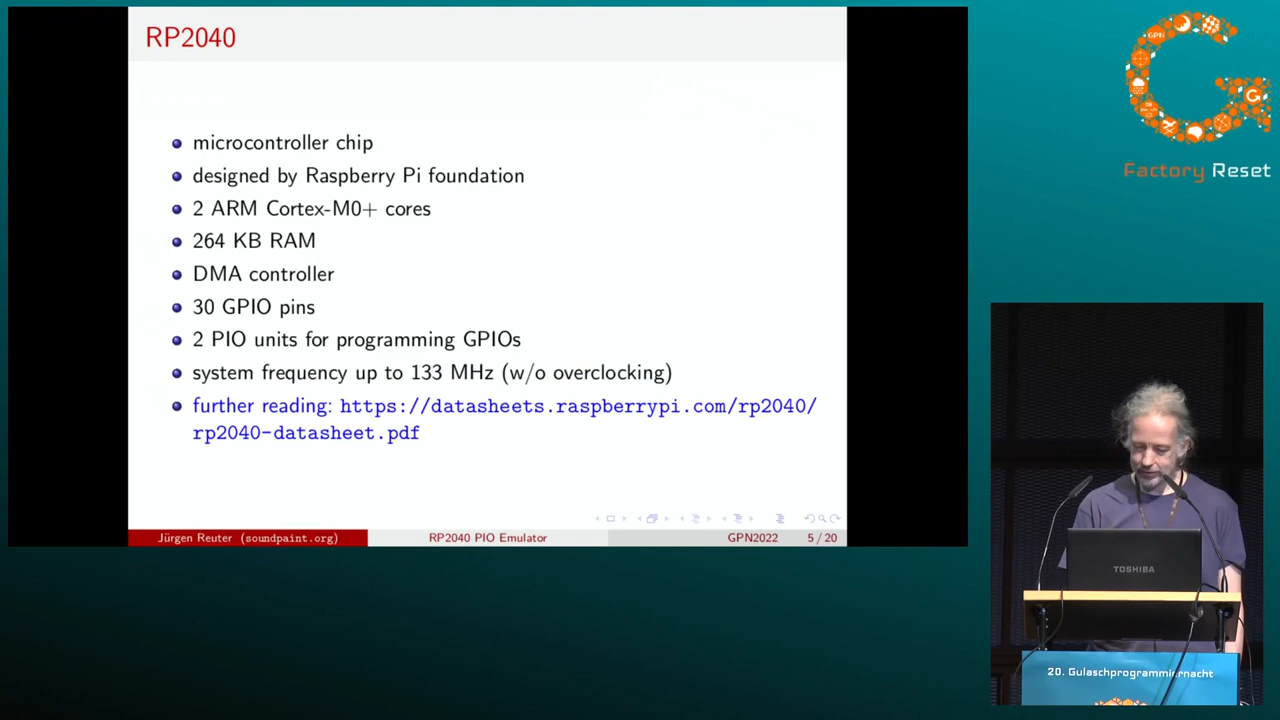 RP2040
microcontroller chip
designed by Raspberry Pi foundation
2 ARM Cortex-M0+ cores
264 KB RAM
DMA controller
30 GPIO pins
2 PIO units for programming GPIOs
system frequency up to 133 MHz (w/o overclocking)
further reading: https://datasheets.raspberrypi.com/rp2040/
rp2040-datasheet.pdf
Jürgen Reuter (soundpaint.org)
RP2040 PIO Emulator
GPN2022
5 / 20
GPN
G
Factory Reset
TOSHIBA
20. Gulaschprogrammiernacht